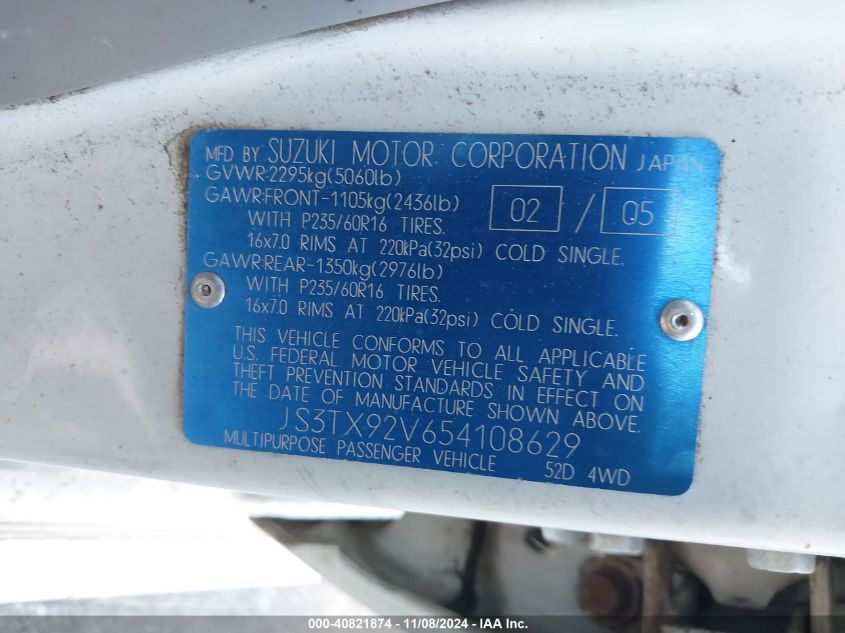 MFD BY SUZUKI MOTOR CORPORATION JAPAN
GVWR:2295kg(5060lb)
GAWR:FRONT-1105kg(2436lb) 02 / 05
WITH P235/60R16 TIRES.
16x7.0 RIMS AT 220kPa(32psi) COLD SINGLE.
GAWR:REAR-1350kg(2976lb)
WITH P235/60R16 TIRES.
16x7.0 RIMS AT 220kPa(32psi) COLD SINGLE.
THIS VEHICLE CONFORMS TO ALL APPLICABLE
U.S. FEDERAL MOTOR VEHICLE SAFETY AND
THEFT PREVENTION STANDARDS IN EFFECT ON
THE DATE OF MANUFACTURE SHOWN ABOVE.
JS3TX92V654108629
MULTIPURPOSE PASSENGER VEHICLE 52D 4WD
000-40821874 - 11/08/2024 - IAA Inc.